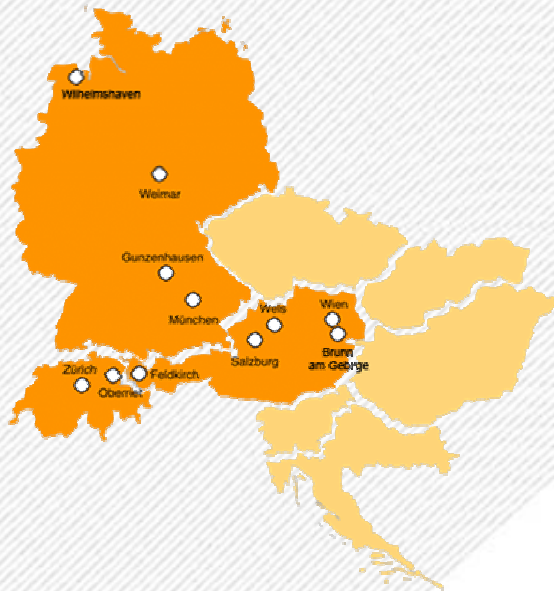 Wilhelmshaven
Weimar
Gunzenhausen
München
Wels
Wien
Salzburg
Brunn
am Gebirge
Zürich
Feldkirch
Oberriet